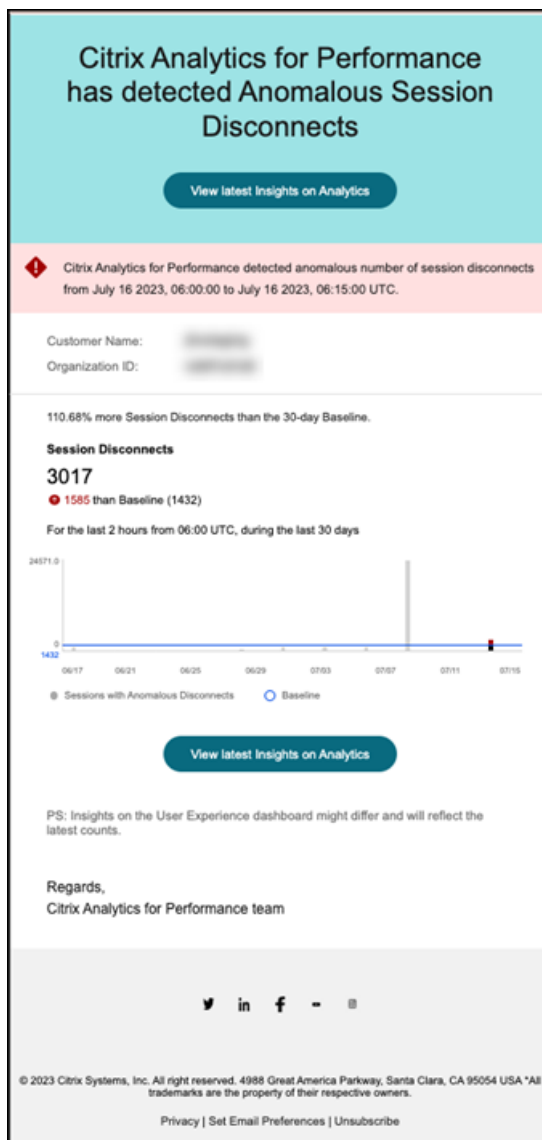 Citrix Analytics for Performance
has detected Anomalous Session
Disconnects
View latest Insights on Analytics
Citrix Analytics for Performance detected anomalous number of session disconnects
from July 16 2023, 06:00:00 to July 16 2023, 06:15:00 UTC.
Customer Name:
Organization ID:
110.68% more Session Disconnects than the 30-day Baseline.
Session Disconnects
3017
1585 than Baseline (1432)
For the last 2 hours from 06:00 UTC, during the last 30 days
24571.0
0
1432
06/17 06/21 06/25 06/29 07/03 07/07 07/11 07/15
Sessions with Anomalous Disconnects Baseline
View latest Insights on Analytics
PS: Insights on the User Experience dashboard might differ and will reflect the
latest counts.
Regards,
Citrix Analytics for Performance team
© 2023 Citrix Systems, Inc. All right reserved. 4988 Great America Parkway, Santa Clara, CA 95054 USA *All
trademarks are the property of their respective owners.
Privacy | Set Email Preferences | Unsubscribe